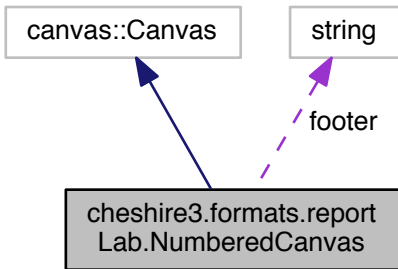 canvas::Canvas
string
footer
cheshire3.formats.report
Lab.NumberedCanvas